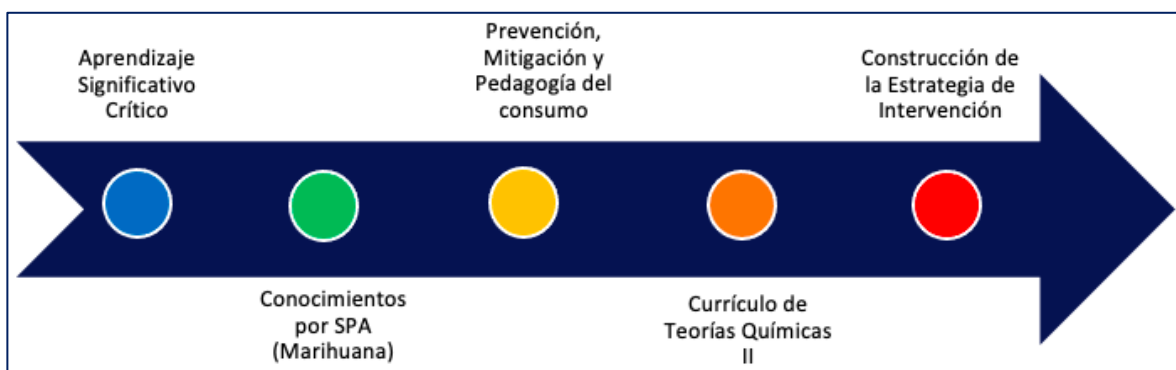 Aprendizaje
Significativo
Crítico
Conocimientos
por SPA
(Marihuana)
Prevención,
Mitigación y
Pedagogía del
consumo
Currículo de
Teorías Químicas
II
Construcción de
la Estrategia de
Intervención